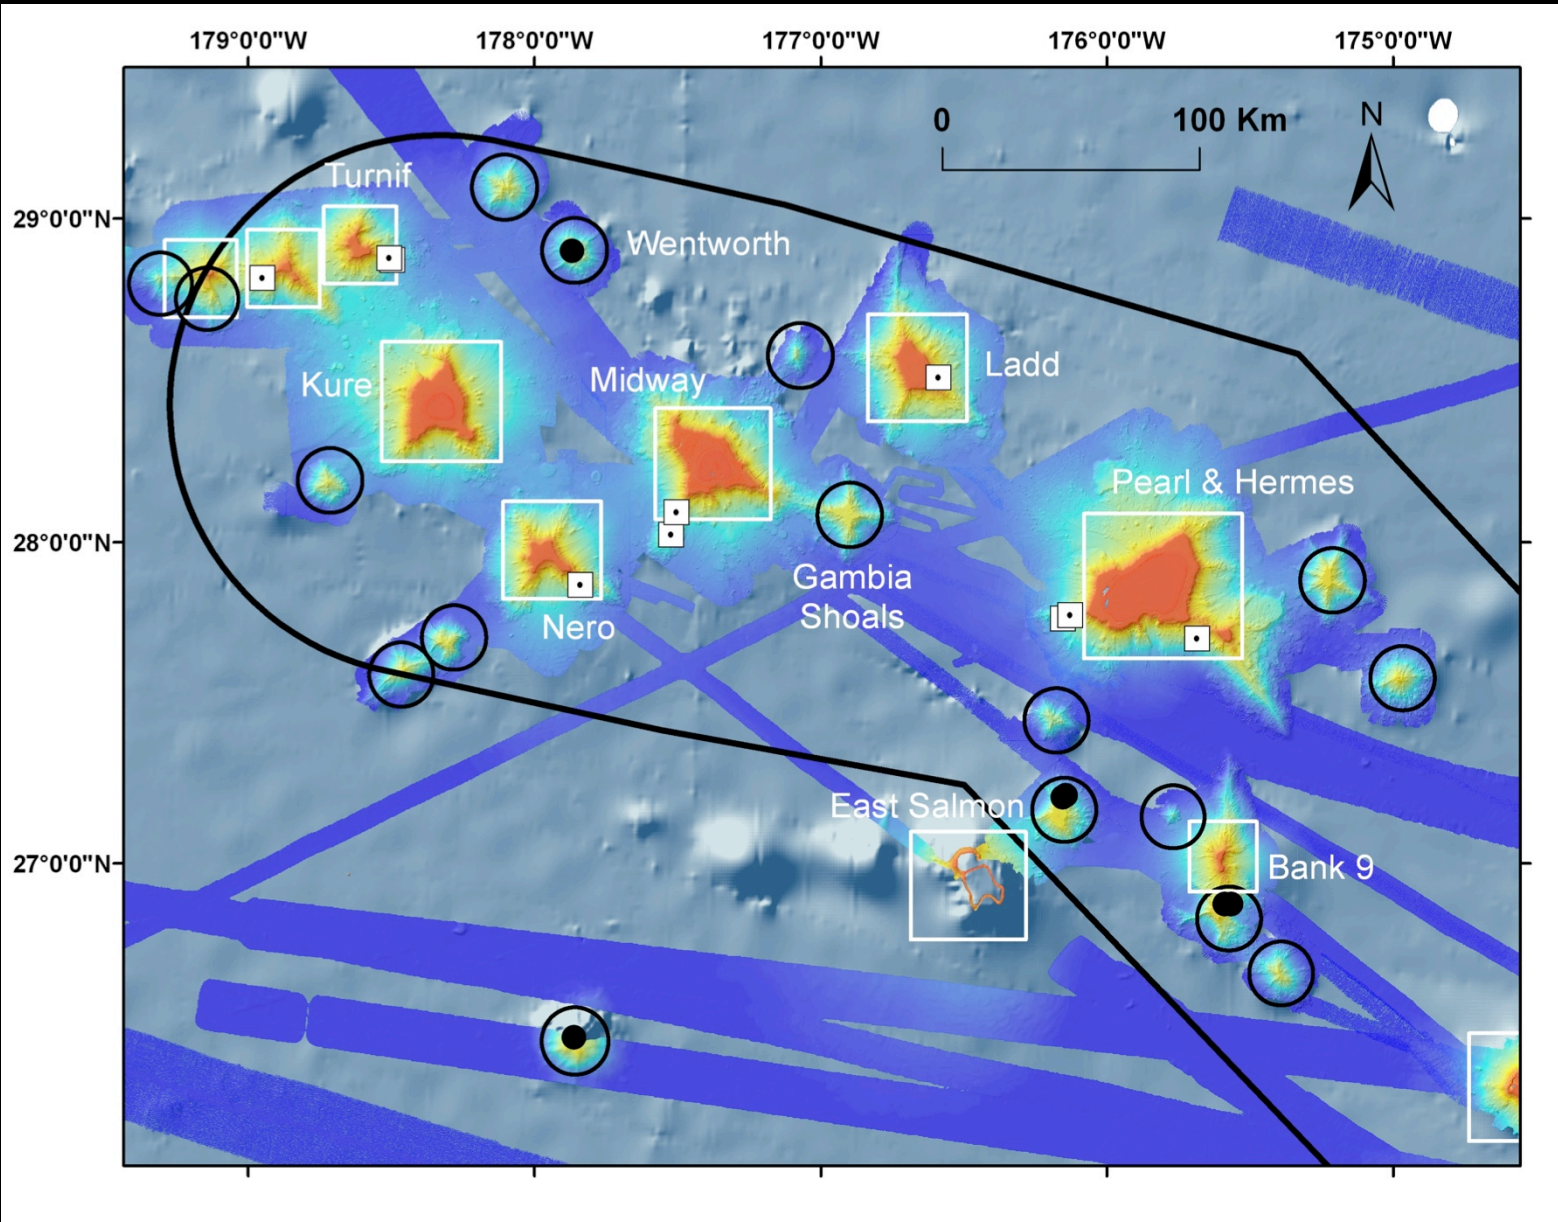 179°0'0"W 178°0'0"W 177°0'0"W 176°0'0"W 175°0'0"W
0 100 Km N
Turnif
29°0'0"N
Wentworth
Ladd
Midway
Kure
Pearl & Hermes
28°0'0"N
Gambia
Shoals
Nero
East Salmon
27°0'0"N
Bank 9